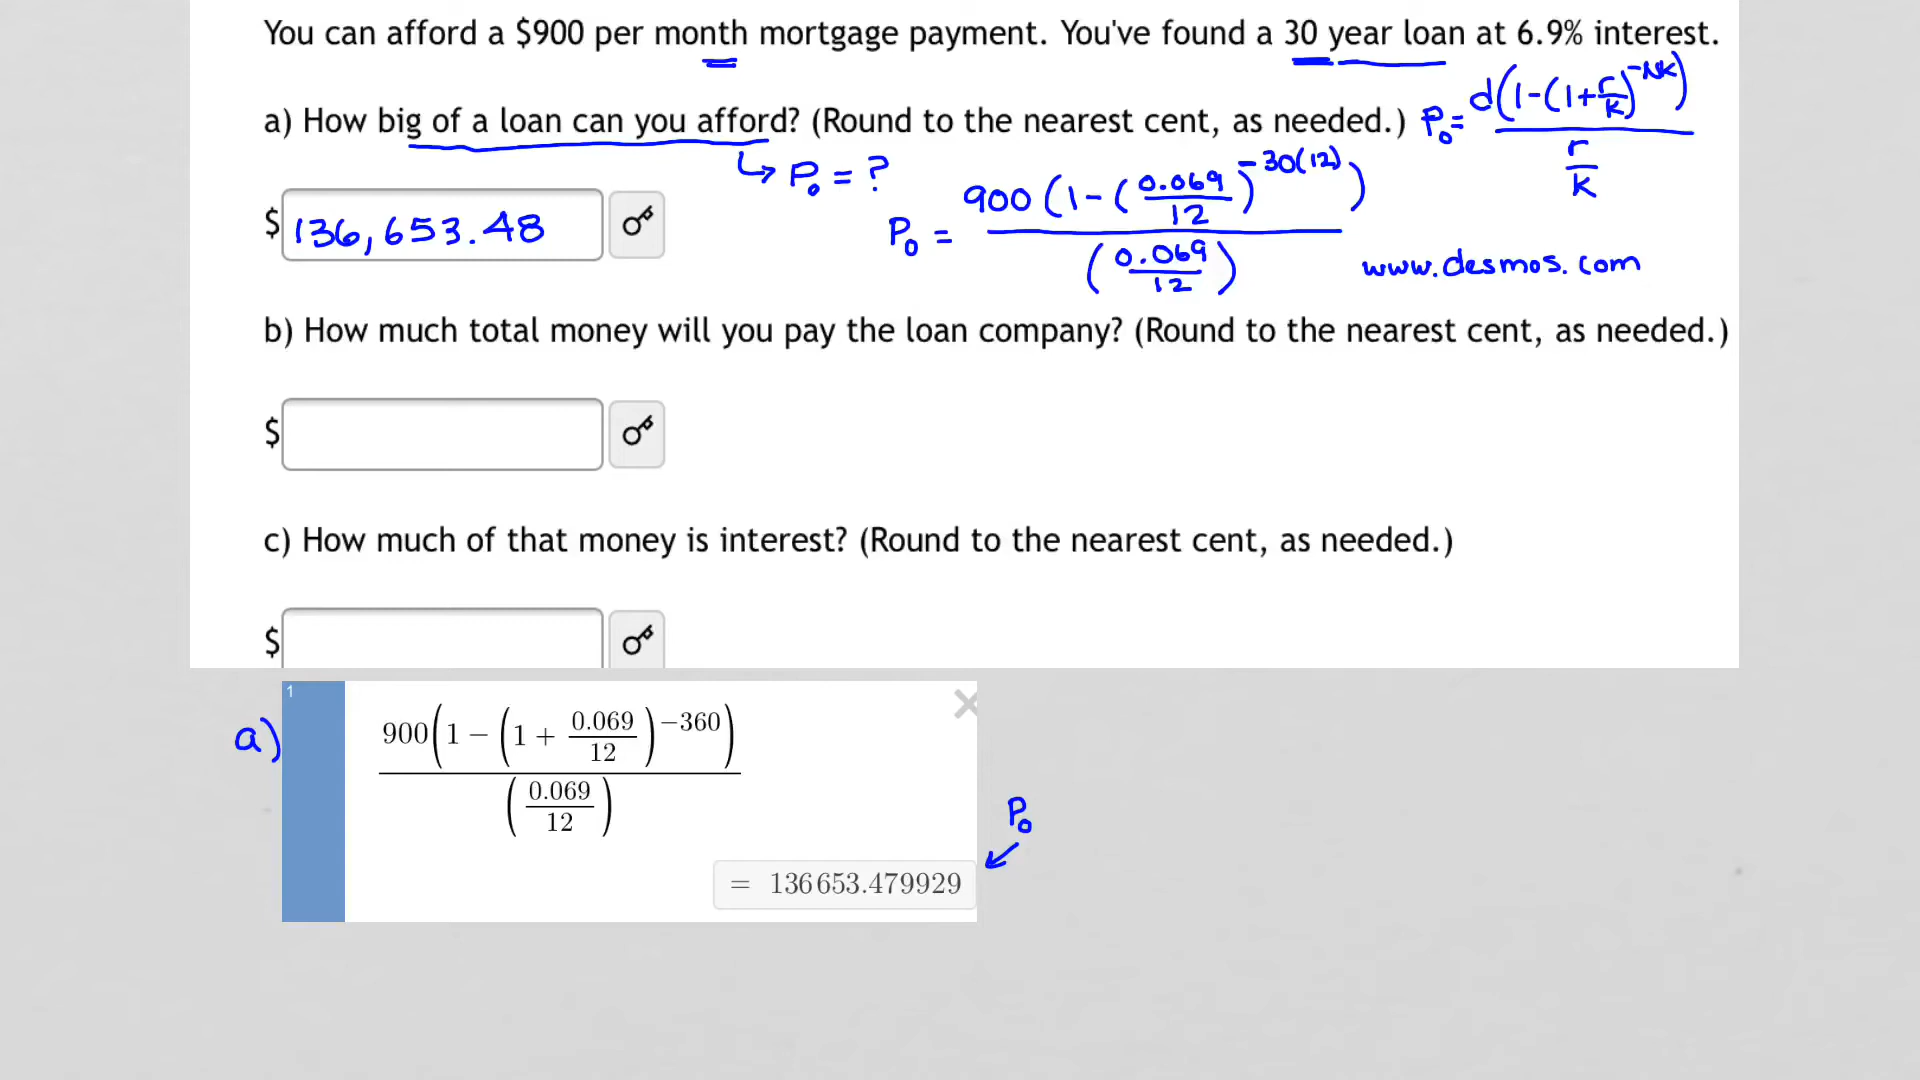 You can afford a $900 per month mortgage payment. You've found a 30 year loan at 6.9% interest.
a) How big of a loan can you afford? (Round to the nearest cent, as needed.) P₀ = d(1-(1+r/k)^-Nk) / (r/k)
↳ P₀ = ?
$ 136,653.48
P₀ = 900(1-(0.069/12)^-30(12)) / (0.069/12)
www.desmos.com
b) How much total money will you pay the loan company? (Round to the nearest cent, as needed.)
$
c) How much of that money is interest? (Round to the nearest cent, as needed.)
$
1
a) 900(1 − (1 + 0.069/12)^−360) / (0.069/12)
P₀
= 136653.479929